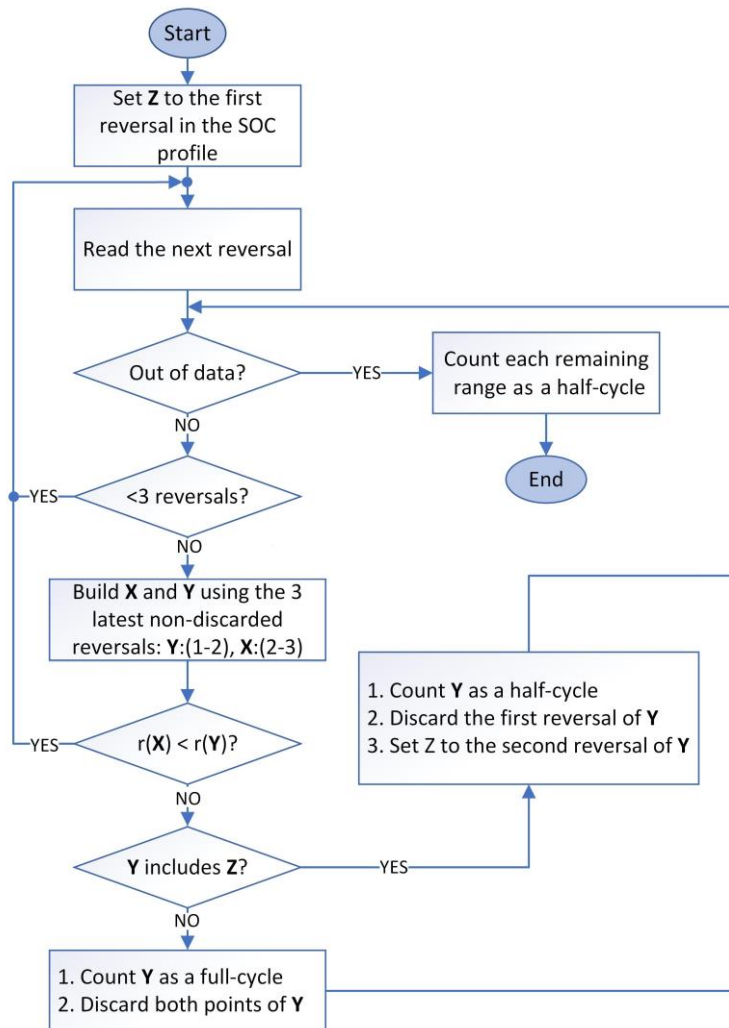 Start
Set Z to the first
reversal in the SOC
profile
Read the next reversal
Out of data?
YES
Count each remaining
range as a half-cycle
NO
End
<3 reversals?
YES
NO
Build X and Y using the 3
latest non-discarded
reversals: Y:(1-2), X:(2-3)
1. Count Y as a half-cycle
2. Discard the first reversal of Y
3. Set Z to the second reversal of Y
r(X) < r(Y)?
YES
NO
Y includes Z?
YES
NO
1. Count Y as a full-cycle
2. Discard both points of Y